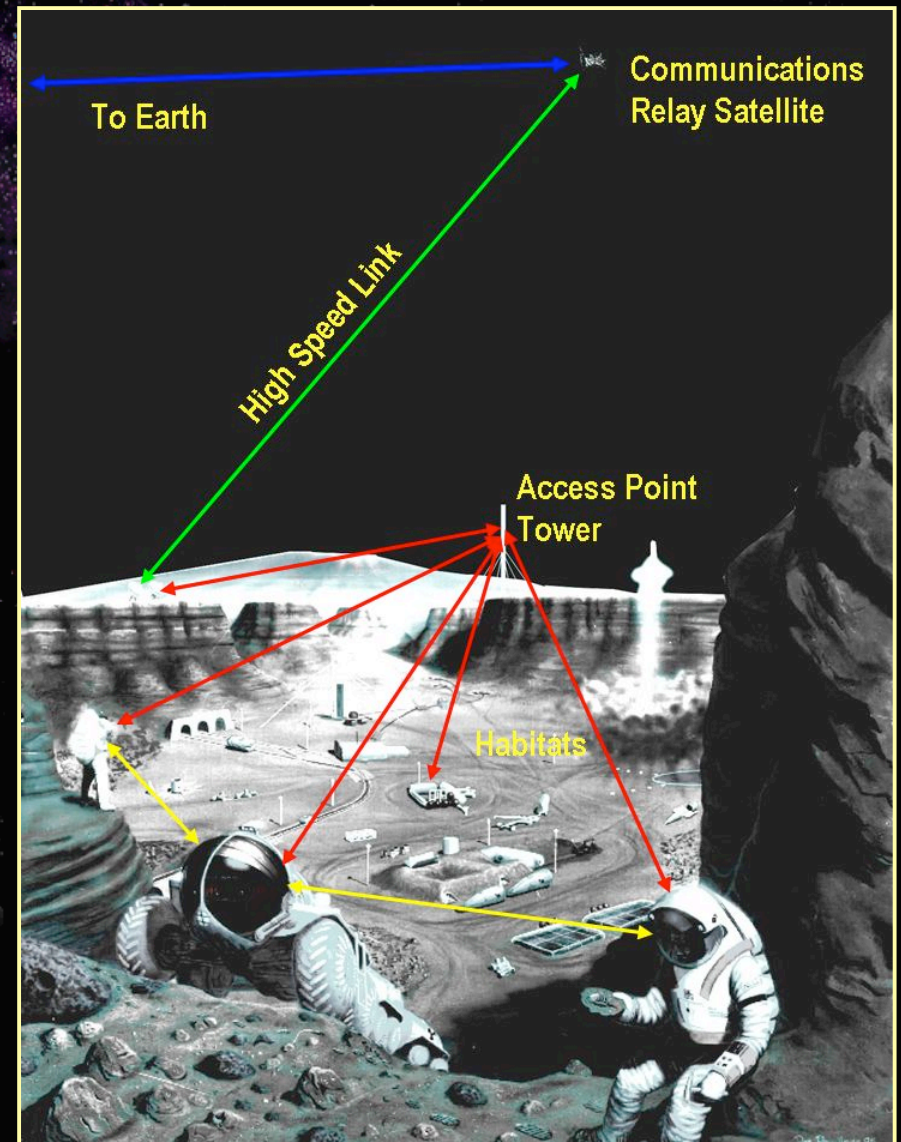 Communications
To Earth
Relay Satellite
High Speed Link
Access Point
Tower
Habitats